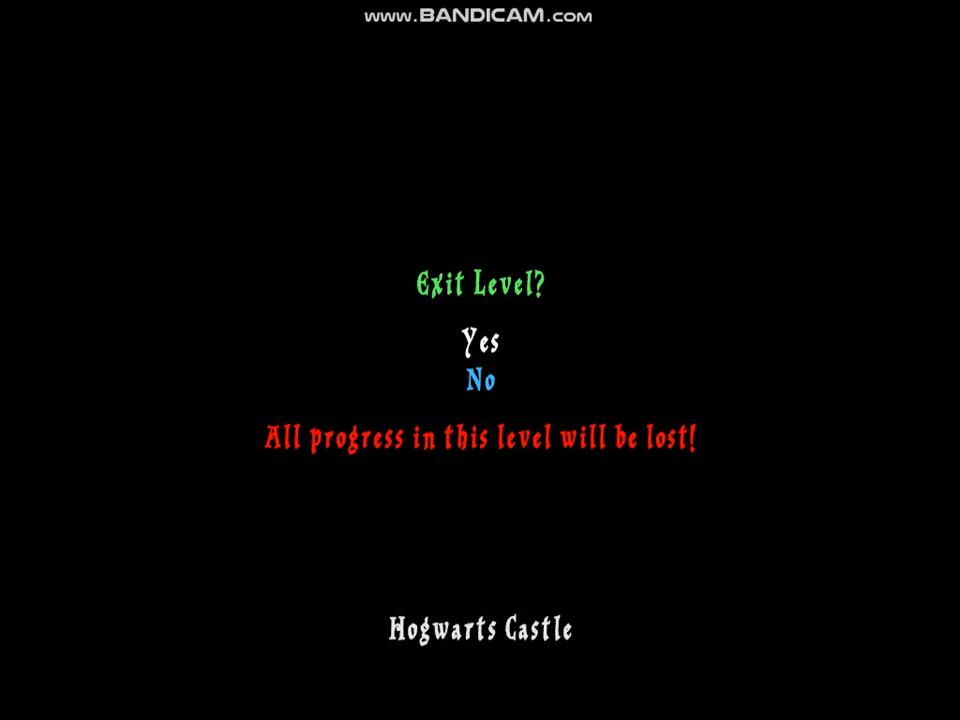 www.BANDICAM.com
Exit Level?
Yes
No
All progress in this level will be lost!
Hogwarts Castle